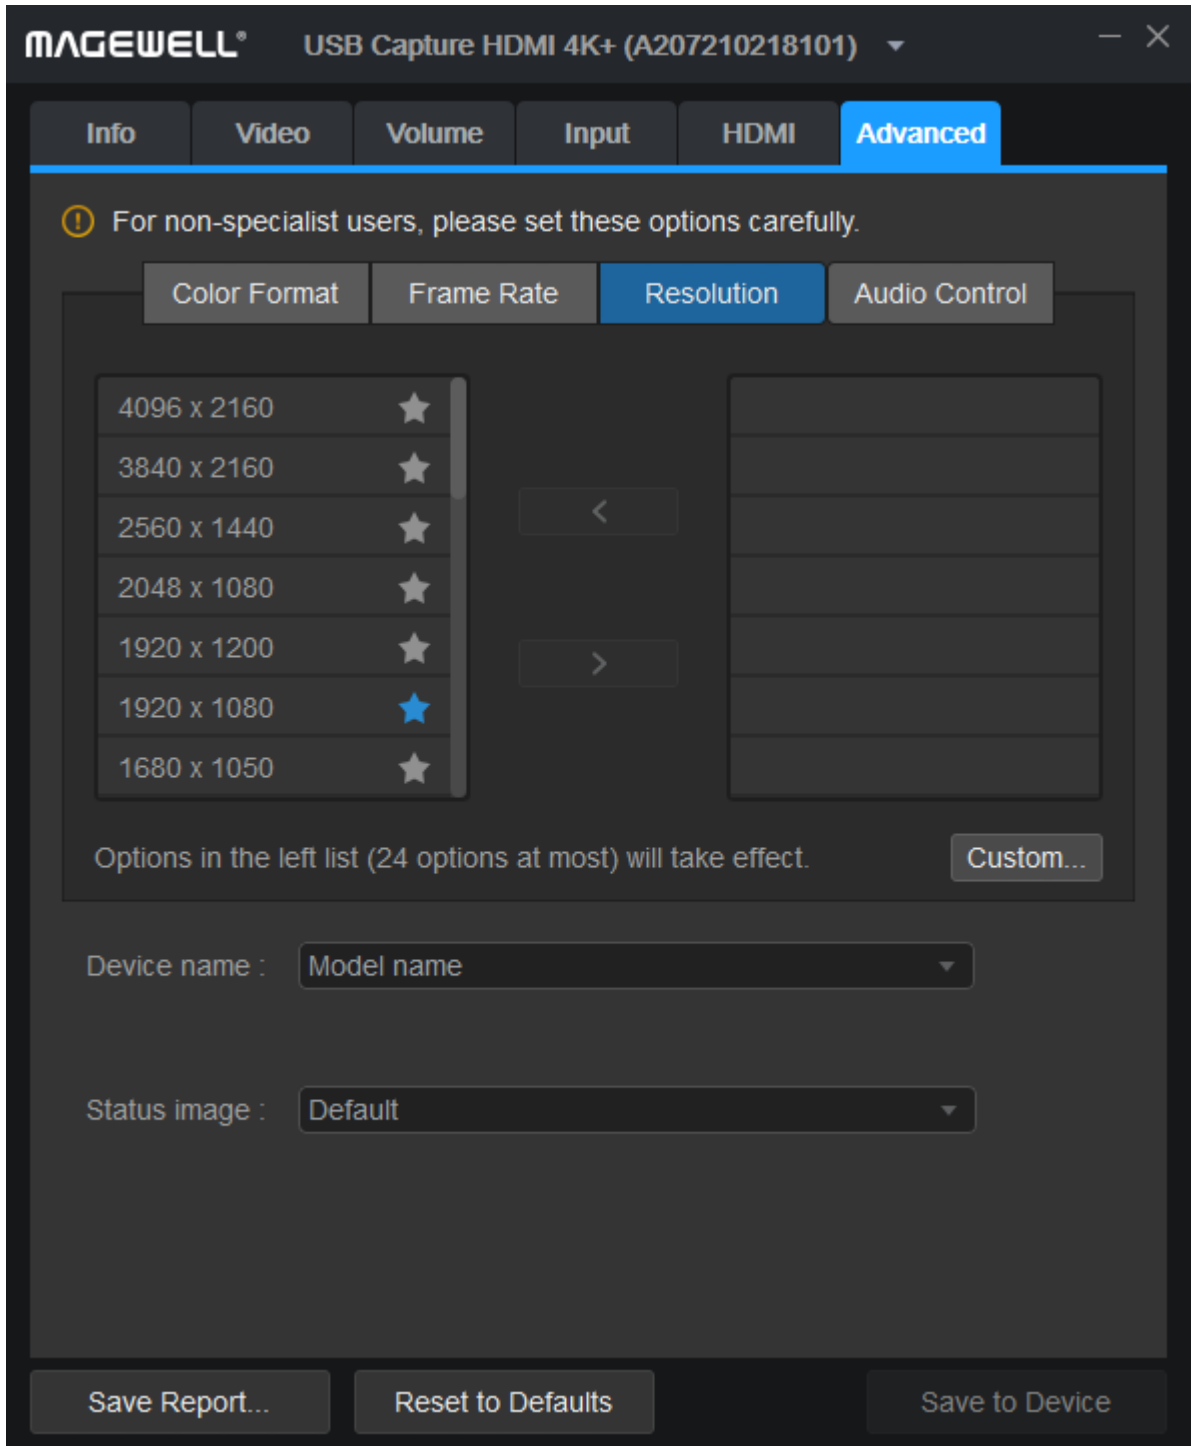 MAGEWELL® USB Capture HDMI 4K+ (A207210218101)
Info Video Volume Input HDMI Advanced
For non-specialist users, please set these options carefully.
Color Format Frame Rate Resolution Audio Control
4096 x 2160
3840 x 2160
2560 x 1440
2048 x 1080
1920 x 1200
1920 x 1080
1680 x 1050
Options in the left list (24 options at most) will take effect. Custom...
Device name : Model name
Status image : Default
Save Report... Reset to Defaults Save to Device